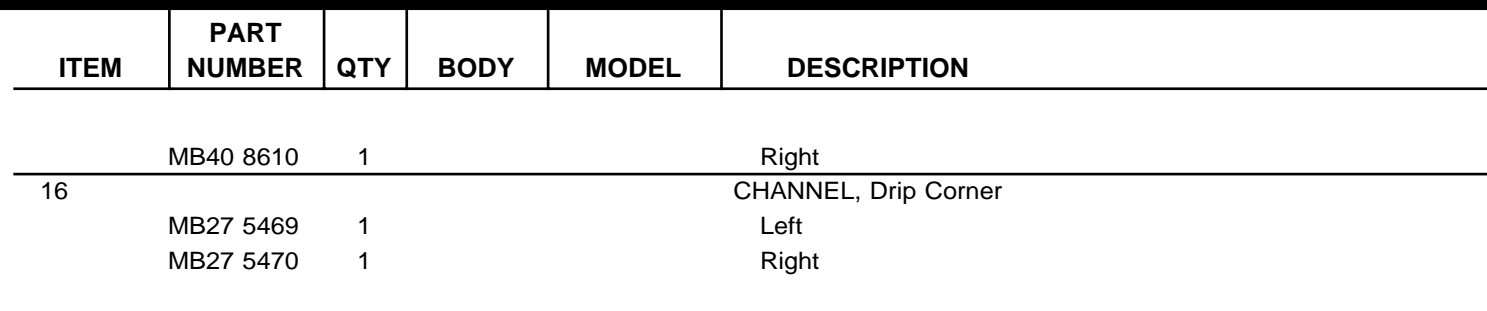 PART
ITEM NUMBER QTY BODY MODEL DESCRIPTION
MB40 8610 1 Right
16 CHANNEL, Drip Corner
MB27 5469 1 Left
MB27 5470 1 Right